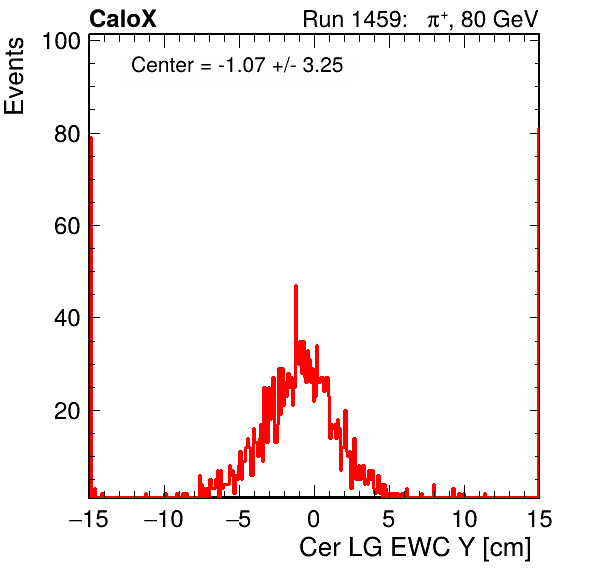 CaloX Run 1459: π⁺, 80 GeV
Center = -1.07 +/- 3.25
Events
100
80
60
40
20
−15 −10 −5 0 5 10 15
Cer LG EWC Y [cm]